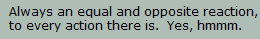 Always an equal and opposite reaction,
to every action there is.  Yes, hmmm.